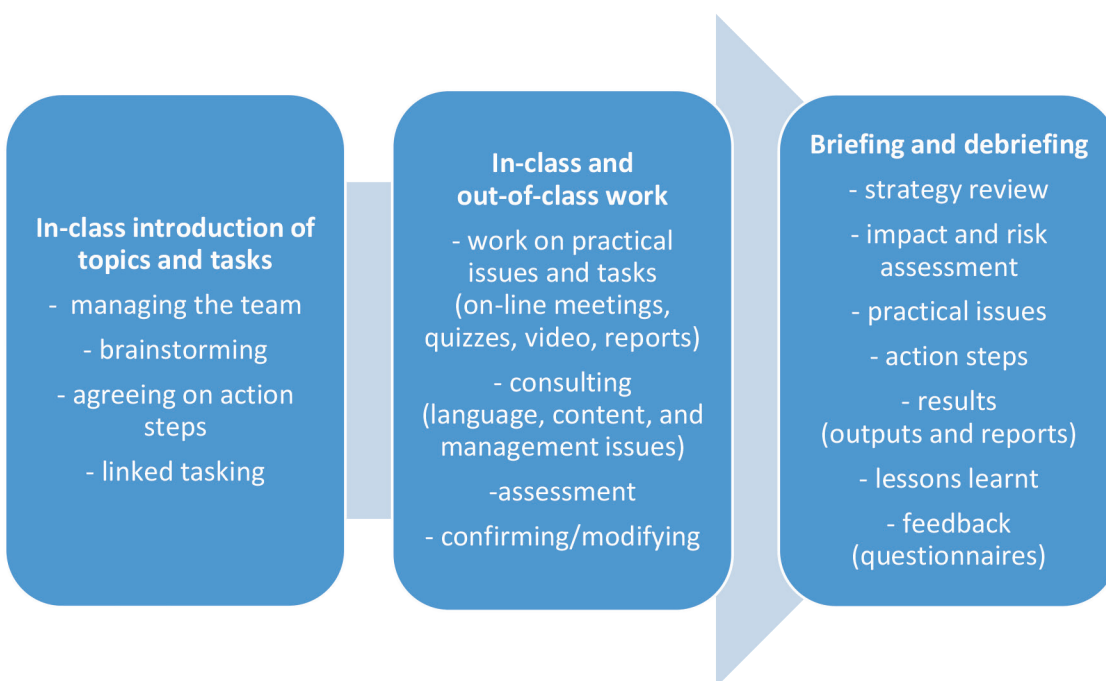 In-class introduction of
topics and tasks
- managing the team
- brainstorming
- agreeing on action
steps
- linked tasking
In-class and
out-of-class work
- work on practical
issues and tasks
(on-line meetings,
quizzes, video, reports)
- consulting
(language, content, and
management issues)
-assessment
- confirming/modifying
Briefing and debriefing
- strategy review
- impact and risk
assessment
- practical issues
- action steps
- results
(outputs and reports)
- lessons learnt
- feedback
(questionnaires)